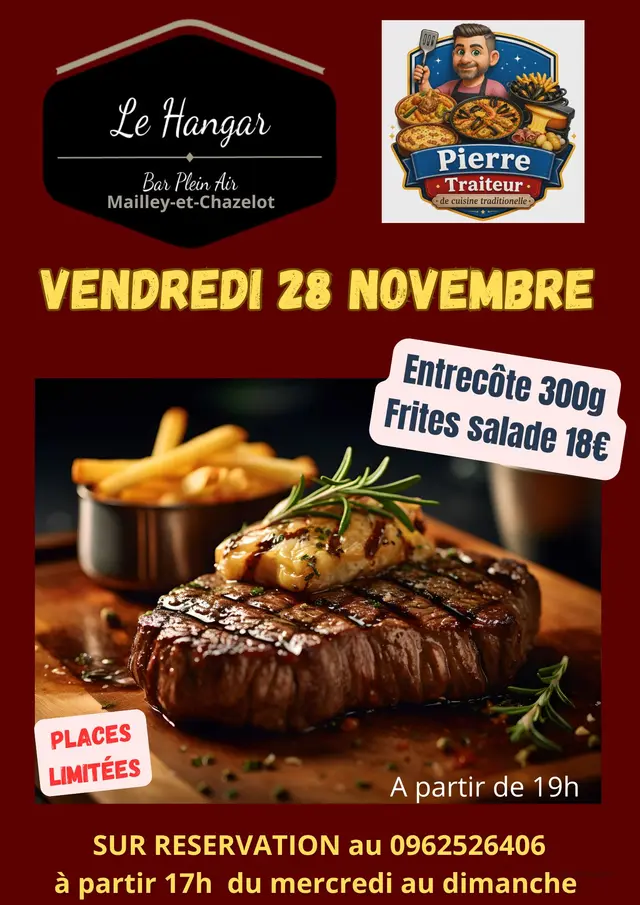 Le Hangar
Bar Plein Air
Mailley-et-Chazelot
Pierre
Traiteur
de cuisine traditionnelle
VENDREDI 28 NOVEMBRE
Entrecôte 300g
Frites salade 18€
PLACES
LIMITÉES
A partir de 19h
SUR RESERVATION au 0962526406
à partir 17h du mercredi au dimanche